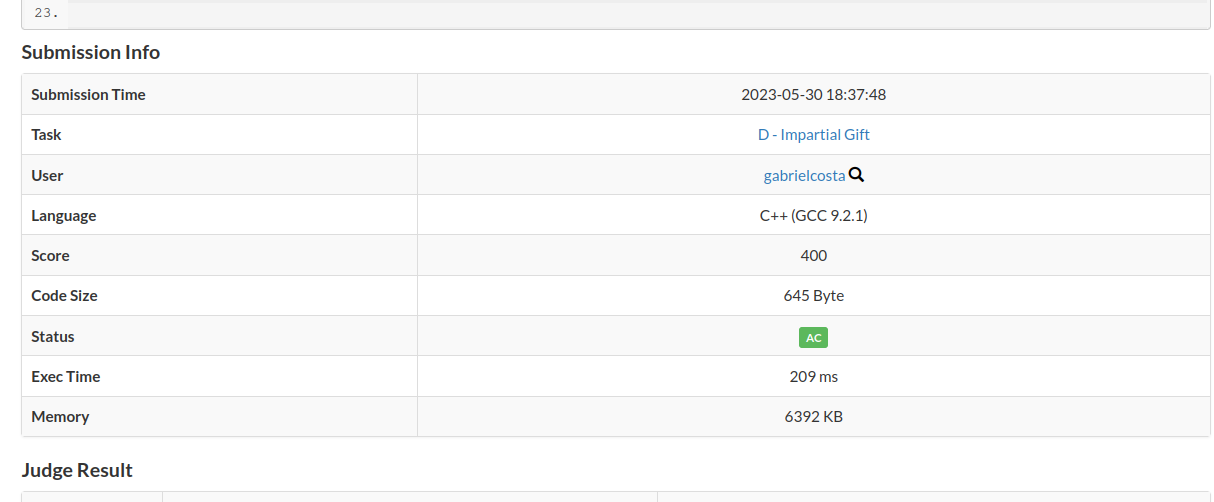 23.
Submission Info
Submission Time 2023-05-30 18:37:48
Task D - Impartial Gift
User gabrielcosta
Language C++ (GCC 9.2.1)
Score 400
Code Size 645 Byte
Status AC
Exec Time 209 ms
Memory 6392 KB
Judge Result